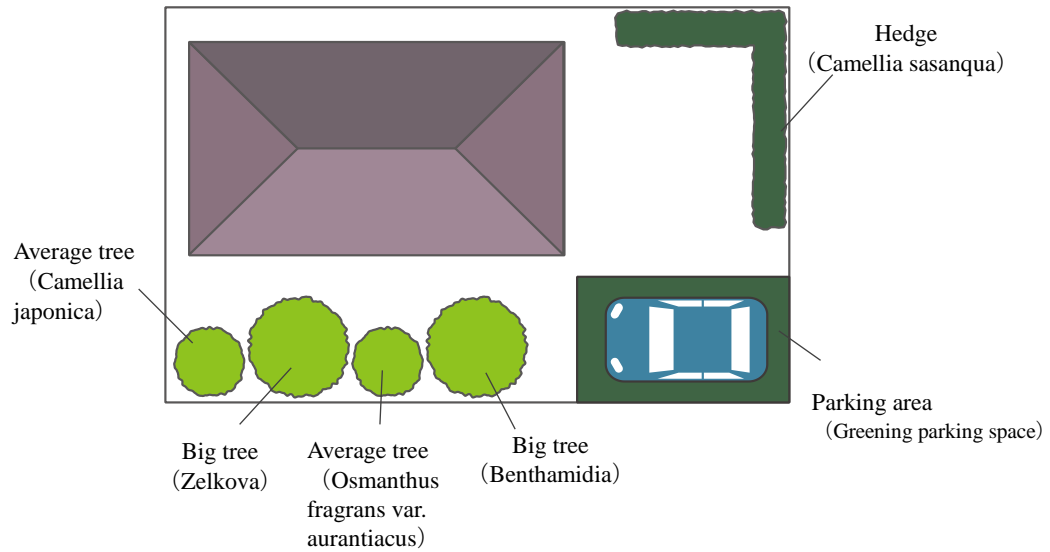 Hedge
（Camellia sasanqua）
Average tree
（Camellia
japonica）
Big tree
（Zelkova）
Average tree
（Osmanthus
fragrans var.
aurantiacus）
Big tree
（Benthamidia）
Parking area
（Greening parking space）